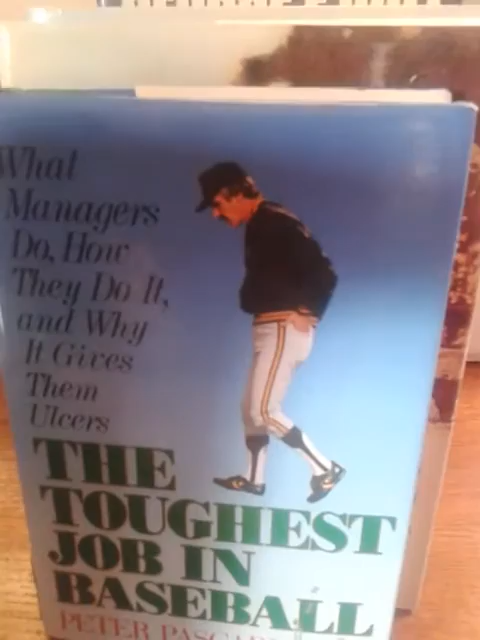 What
Managers
Do, How
They Do It,
and Why
It Gives
Them
Ulcers
THE
TOUGHEST
JOB IN
BASEBALL
PETER